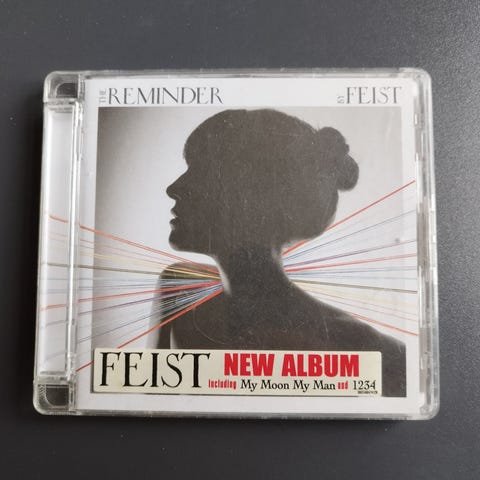 THE REMINDER BY FEIST
FEIST NEW ALBUM
including My Moon My Man and 1234